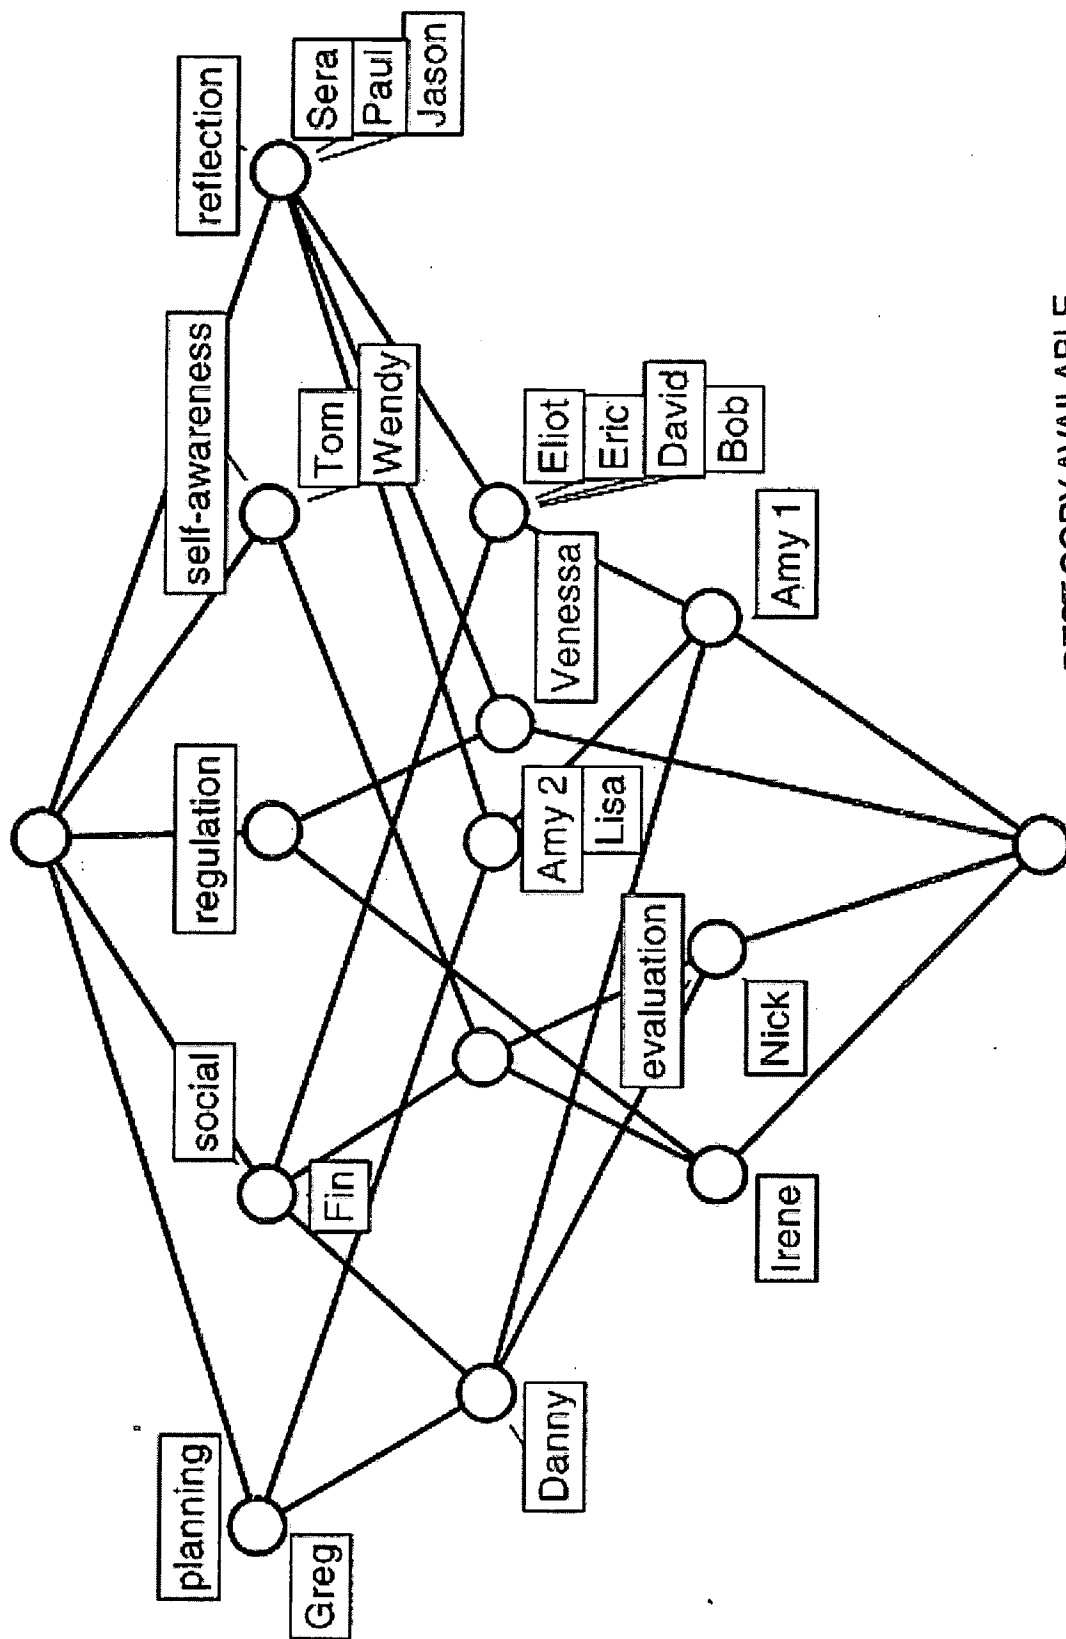 planning
Greg
social
Fin
regulation
self-awareness
Tom
Wendy
reflection
Sera
Paul
Jason
Danny
Amy 2
Lisa
Venessa
Eliot
Eric
David
Bob
Irene
evaluation
Nick
Amy 1